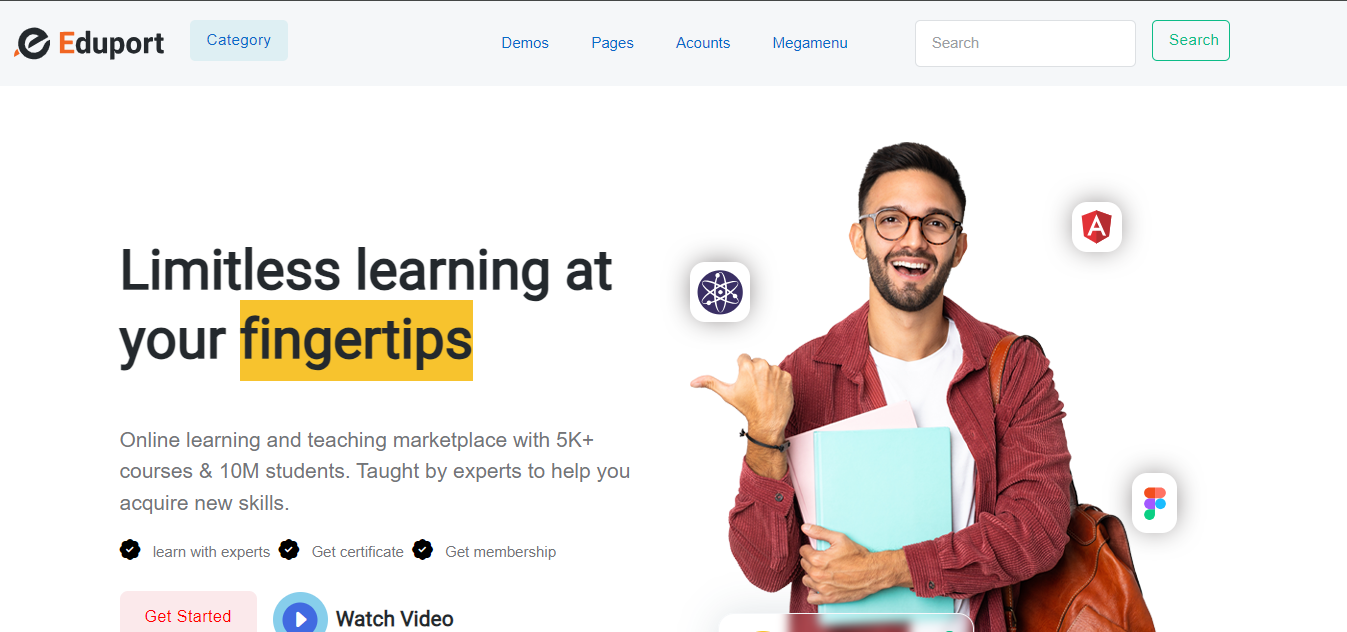 Eduport
Category
Demos
Pages
Acounts
Megamenu
Search
Search
Limitless learning at
your fingertips
Online learning and teaching marketplace with 5K+
courses & 10M students. Taught by experts to help you
acquire new skills.
learn with experts
Get certificate
Get membership
Get Started
Watch Video